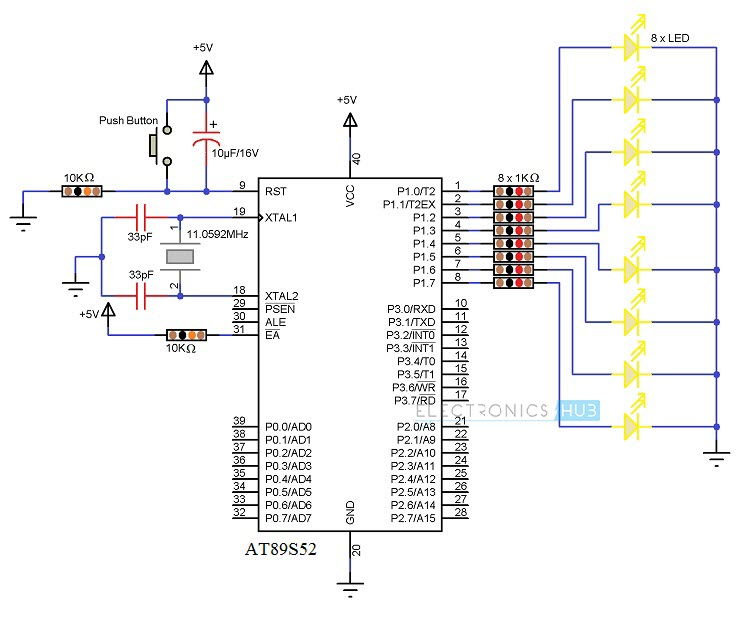 +5V
8 x LED
+5V
Push Button
+
10µF/16V
40
10KΩ
VCC
8 x 1KΩ
9 RST
P1.0/T2 1
P1.1/T2EX 2
P1.2 3
P1.3 4
P1.4 5
P1.5 6
P1.6 7
P1.7 8
19 XTAL1
33pF
1
11.0592MHz
33pF
2
18 XTAL2
29 PSEN
30 ALE
31 EA
+5V
10KΩ
P3.0/RXD 10
P3.1/TXD 11
P3.2/INT0 12
P3.3/INT1 13
P3.4/T0 14
P3.5/T1 15
P3.6/WR 16
P3.7/RD 17
ELECTRONICS HUB
39 P0.0/AD0
38 P0.1/AD1
37 P0.2/AD2
36 P0.3/AD3
35 P0.4/AD4
34 P0.5/AD5
33 P0.6/AD6
32 P0.7/AD7
P2.0/A8 21
P2.1/A9 22
P2.2/A10 23
P2.3/A11 24
P2.4/A12 25
P2.5/A13 26
P2.6/A14 27
P2.7/A15 28
GND
20
AT89S52